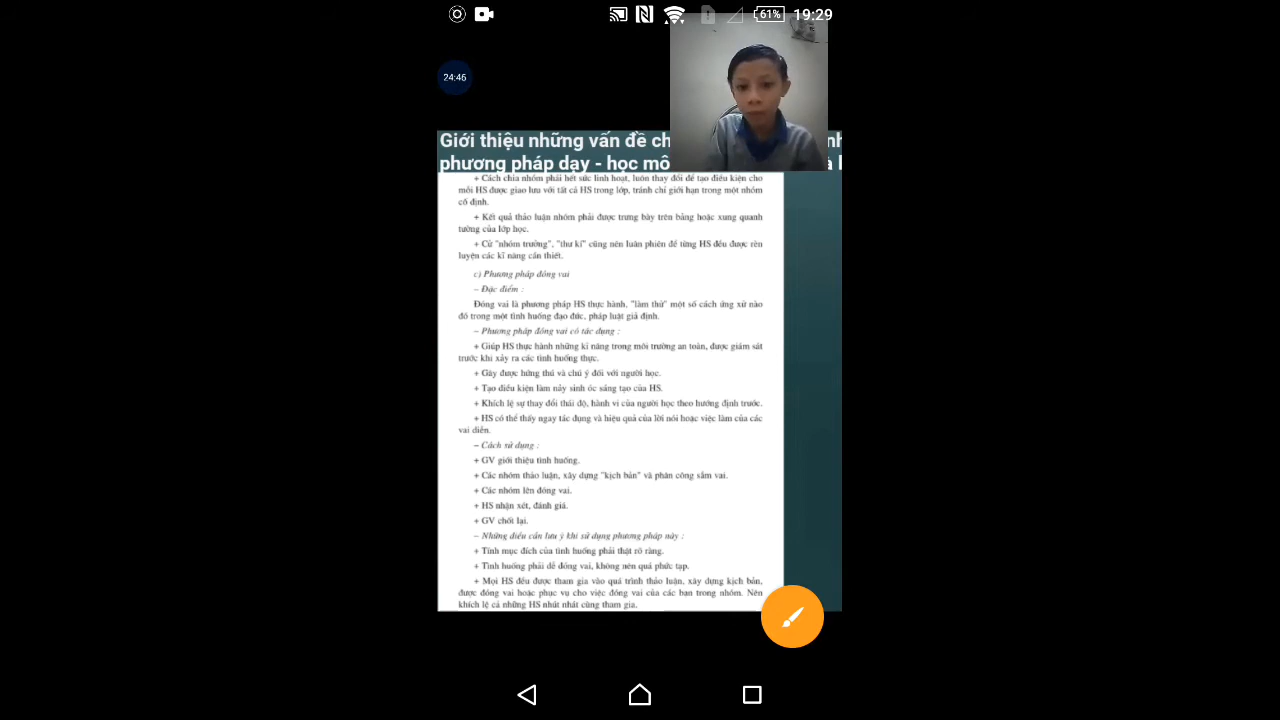 61%
19:29
24:46
Giới thiệu những vấn đề ch
phương pháp dạy - học mô
+ Cách chia nhóm phải hết sức linh hoạt, luôn thay đổi để tạo điều kiện cho
mỗi HS được giao lưu với tất cả HS trong lớp, tránh chỉ giới hạn trong một nhóm
cố định.
+ Kết quả thảo luận nhóm phải được trưng bày trên bảng hoặc xung quanh
tường của lớp học.
+ Cử "nhóm trưởng", "thư kí" cũng nên luân phiên để từng HS đều được rèn
luyện các kĩ năng cần thiết.
c) Phương pháp đóng vai
– Đặc điểm :
Đóng vai là phương pháp HS thực hành, "làm thử" một số cách ứng xử nào
đó trong một tình huống đạo đức, pháp luật giả định.
– Phương pháp đóng vai có tác dụng :
+ Giúp HS thực hành những kĩ năng trong môi trường an toàn, được giám sát
trước khi xảy ra các tình huống thực.
+ Gây được hứng thú và chú ý đối với người học.
+ Tạo điều kiện làm nảy sinh óc sáng tạo của HS.
+ Khích lệ sự thay đổi thái độ, hành vi của người học theo hướng định trước.
+ HS có thể thấy ngay tác dụng và hiệu quả của lời nói hoặc việc làm của các
vai diễn.
– Cách sử dụng :
+ GV giới thiệu tình huống.
+ Các nhóm thảo luận, xây dựng "kịch bản" và phân công sắm vai.
+ Các nhóm lên đóng vai.
+ HS nhận xét, đánh giá.
+ GV chốt lại.
– Những điều cần lưu ý khi sử dụng phương pháp này :
+ Tính mục đích của tình huống phải thật rõ ràng.
+ Tình huống phải dễ đóng vai, không nên quá phức tạp.
+ Mọi HS đều được tham gia vào quá trình thảo luận, xây dựng kịch bản,
được đóng vai hoặc phục vụ cho việc đóng vai của các bạn trong nhóm. Nên
khích lệ cả những HS nhút nhát cùng tham gia.